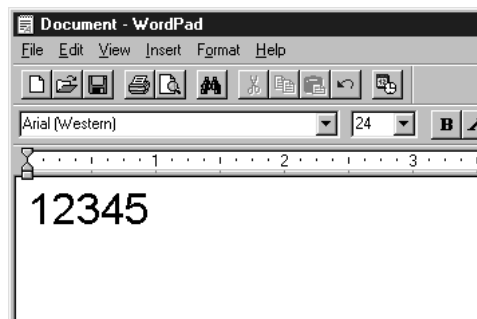 Document - WordPad
File Edit View Insert Format Help
Arial (Western) 24 B
1 2 3
12345